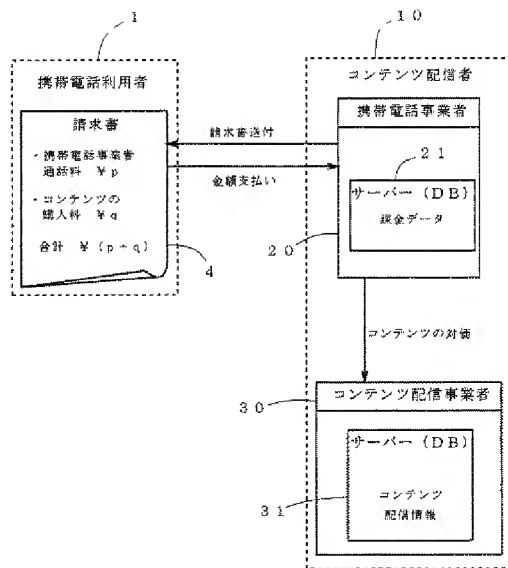 1
携帯電話利用者
請求書
・携帯電話事業者
通話料 ¥p
・コンテンツの
購入料 ¥q
合計 ¥(p+q)
4
請求書送付
金額支払い
10
コンテンツ配信者
携帯電話事業者
21
サーバー(DB)
課金データ
20
コンテンツの対価
30
コンテンツ配信事業者
サーバー(DB)
コンテンツ
配信情報
31